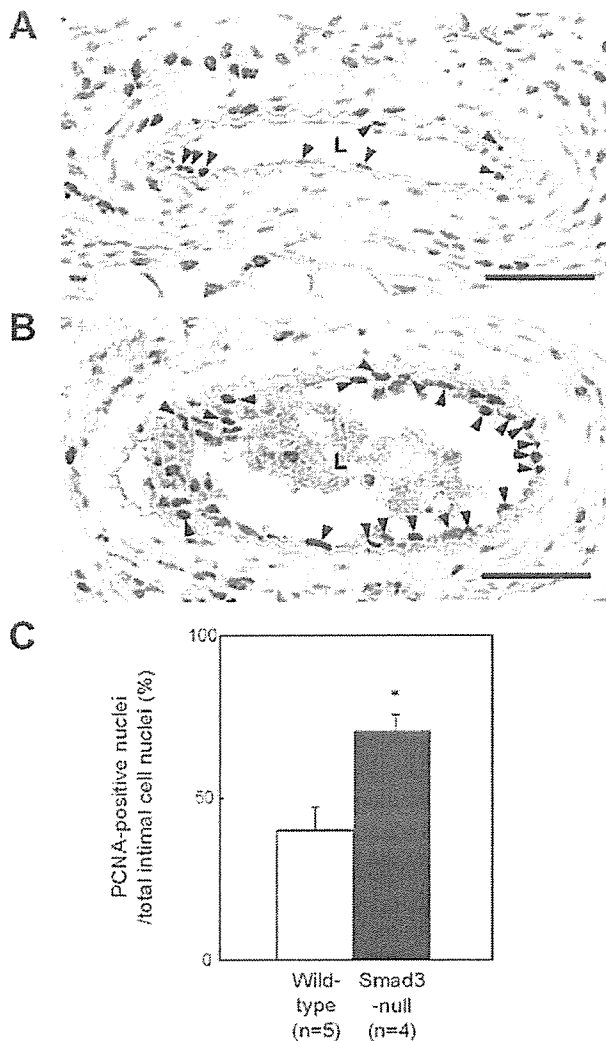 A
L
B
L
C
100
50
0
PCNA-positive nuclei
/total intimal cell nuclei (%)
*
Wild-
type
(n=5)
Smad3
-null
(n=4)